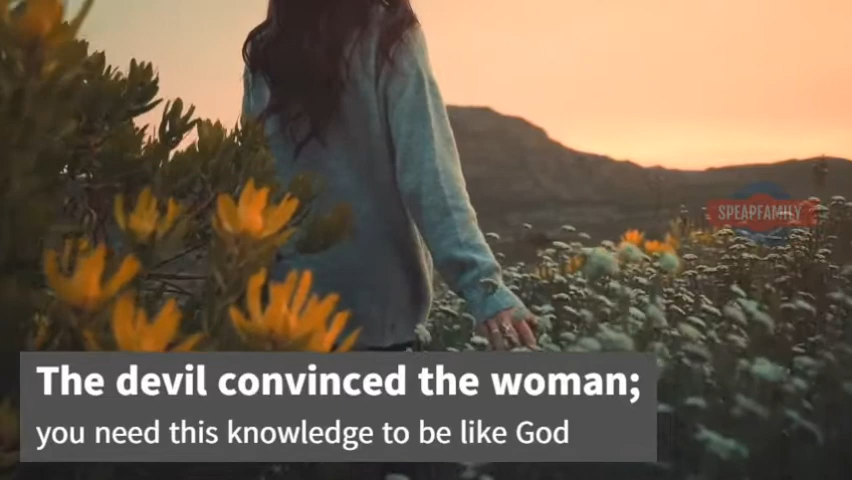 SPEAPFAMILY
The devil convinced the woman;
you need this knowledge to be like God